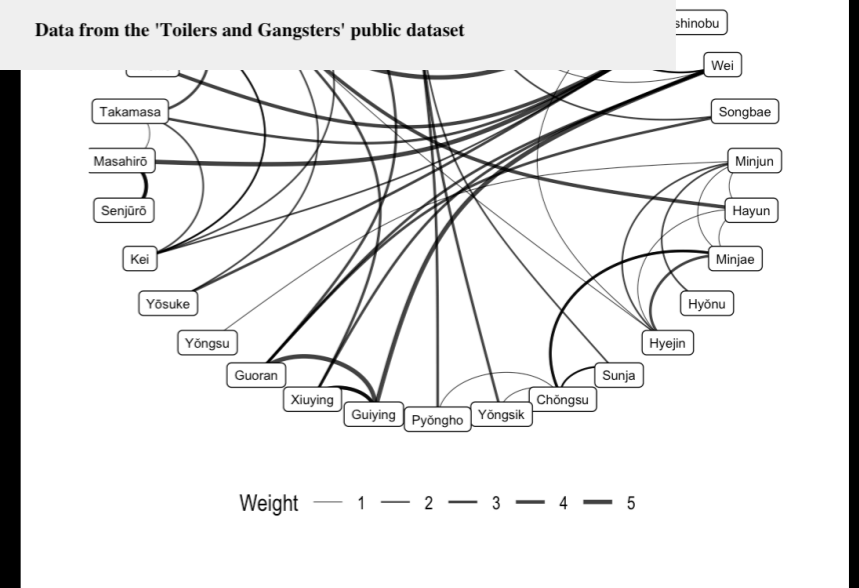 Data from the 'Toilers and Gangsters' public dataset
shinobu
Wei
Takamasa
Songbae
Masahirō
Minjun
Senjūrō
Hayun
Kei
Minjae
Yōsuke
Hyŏnu
Yŏngsu
Hyejin
Guoran
Sunja
Xiuying
Chŏngsu
Guiying
Pyŏngho
Yŏngsik
Weight 1 2 3 4 5